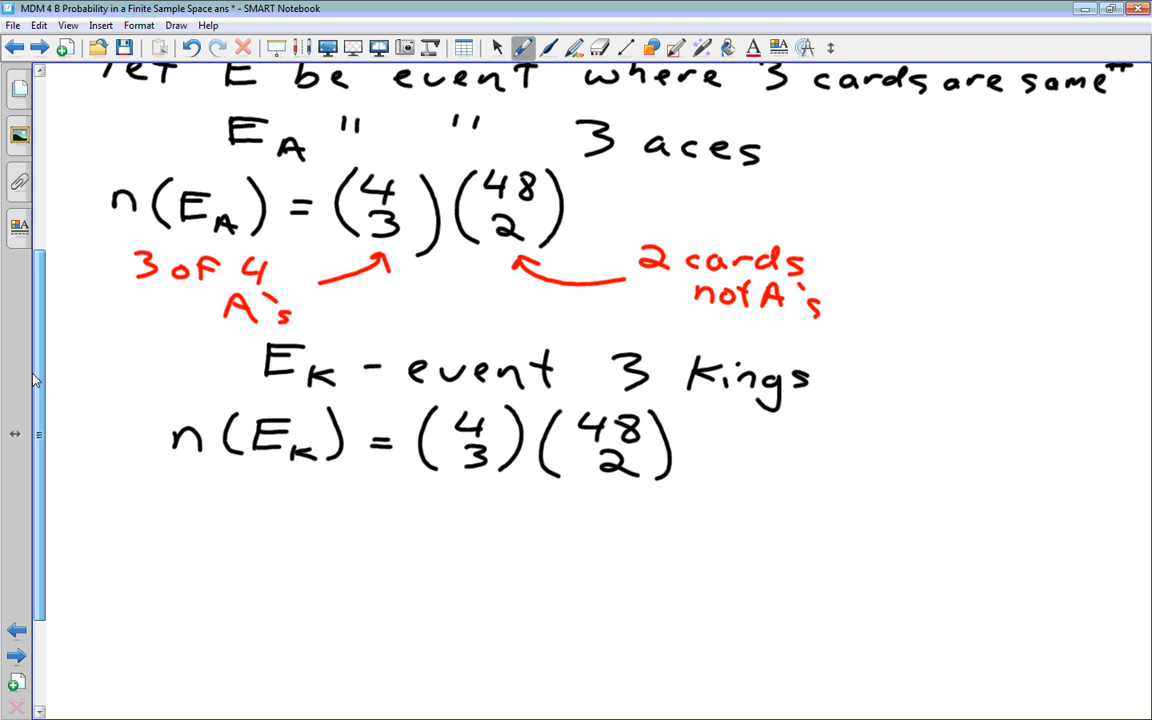 MDM 4 B Probability in a Finite Sample Space ans * - SMART Notebook
File Edit View Insert Format Tools Draw Help
let E be event where 3 cards are same #
E_A " " 3 aces
n(E_A) = (4 3)(48 2)
3 of 4 A's
2 cards not A's
E_K - event 3 kings
n(E_K) = (4 3)(48 2)